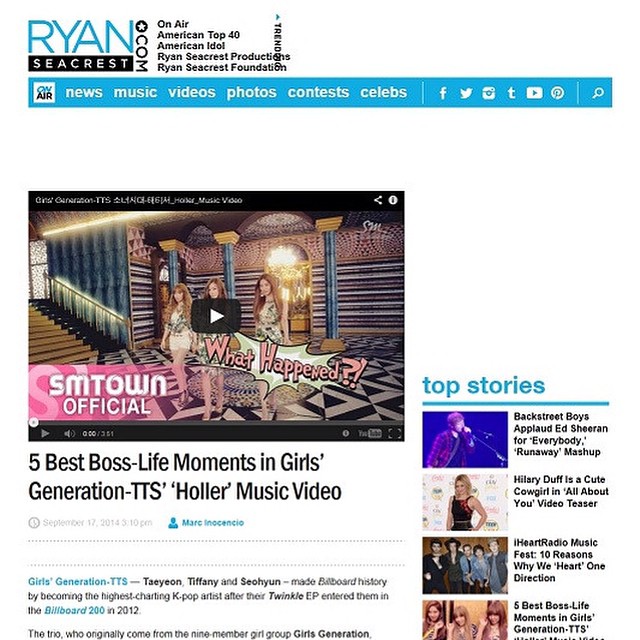 RYAN
SEACREST
.COM
On Air
American Top 40
American Idol
Ryan Seacrest Productions
Ryan Seacrest Foundation
TRENDING
ON AIR
news music videos photos contests celebs
Girls' Generation-TTS 소녀시대-태티서_Holler_Music Video
What Happened?!
SMTOWN
OFFICIAL
0:00 / 3:51
YouTube
5 Best Boss-Life Moments in Girls'
Generation-TTS' 'Holler' Music Video
September 17, 2014 3:10 pm Marc Inocencio
Girls' Generation-TTS — Taeyeon, Tiffany and Seohyun – made Billboard history
by becoming the highest-charting K-pop artist after their Twinkle EP entered them in
the Billboard 200 in 2012.
The trio, who originally come from the nine-member girl group Girls Generation,
top stories
Backstreet Boys
Applaud Ed Sheeran
for 'Everybody,'
'Runaway' Mashup
Hilary Duff Is a Cute
Cowgirl in 'All About
You' Video Teaser
iHeartRadio Music
Fest: 10 Reasons
Why We 'Heart' One
Direction
5 Best Boss-Life
Moments in Girls'
Generation-TTS'
'Holler' Music Video